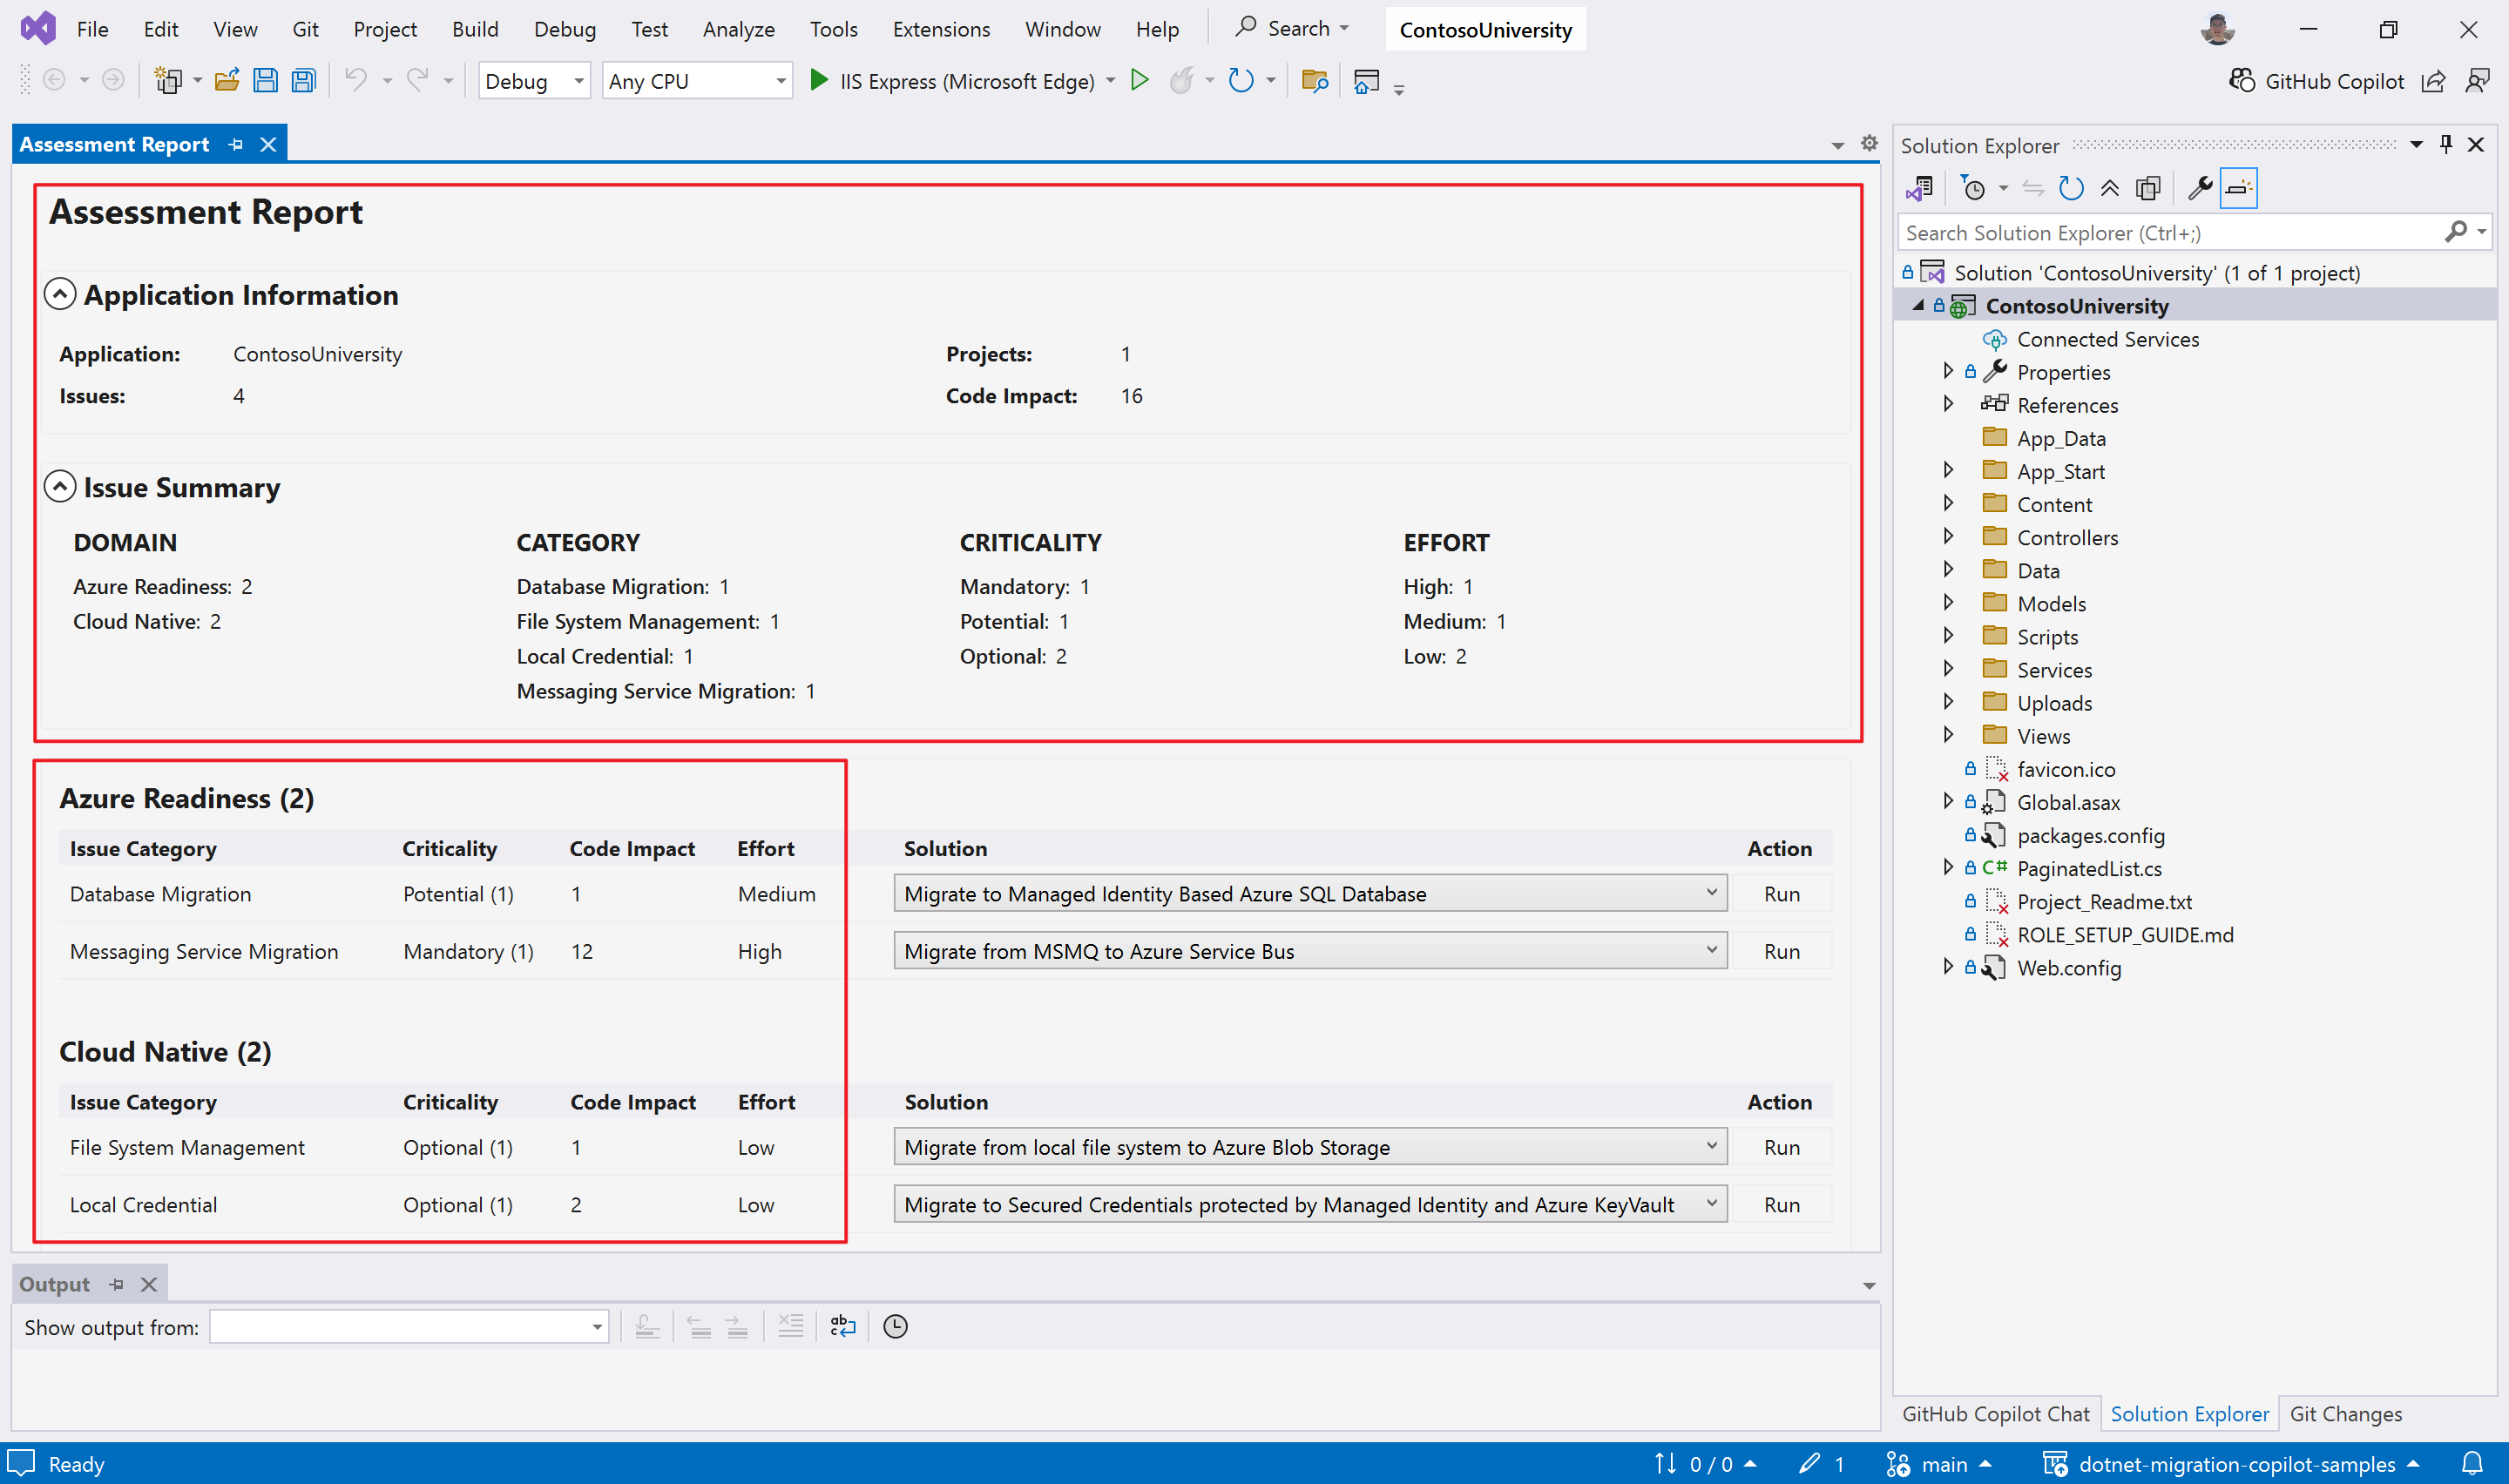 File Edit View Git Project Build Debug Test Analyze Tools Extensions Window Help Search ContosoUniversity
Debug Any CPU IIS Express (Microsoft Edge) GitHub Copilot
Assessment Report
Assessment Report
Application Information
Application: ContosoUniversity Projects: 1
Issues: 4 Code Impact: 16
Issue Summary
DOMAIN CATEGORY CRITICALITY EFFORT
Azure Readiness: 2 Database Migration: 1 Mandatory: 1 High: 1
Cloud Native: 2 File System Management: 1 Potential: 1 Medium: 1
Local Credential: 1 Optional: 2 Low: 2
Messaging Service Migration: 1
Azure Readiness (2)
Issue Category Criticality Code Impact Effort Solution Action
Database Migration Potential (1) 1 Medium Migrate to Managed Identity Based Azure SQL Database Run
Messaging Service Migration Mandatory (1) 12 High Migrate from MSMQ to Azure Service Bus Run
Cloud Native (2)
Issue Category Criticality Code Impact Effort Solution Action
File System Management Optional (1) 1 Low Migrate from local file system to Azure Blob Storage Run
Local Credential Optional (1) 2 Low Migrate to Secured Credentials protected by Managed Identity and Azure KeyVault Run
Output
Show output from:
Solution Explorer
Search Solution Explorer (Ctrl+;)
Solution 'ContosoUniversity' (1 of 1 project)
ContosoUniversity
Connected Services
Properties
References
App_Data
App_Start
Content
Controllers
Data
Models
Scripts
Services
Uploads
Views
favicon.ico
Global.asax
packages.config
C# PaginatedList.cs
Project_Readme.txt
ROLE_SETUP_GUIDE.md
Web.config
GitHub Copilot Chat Solution Explorer Git Changes
Ready 0 / 0 1 main dotnet-migration-copilot-samples